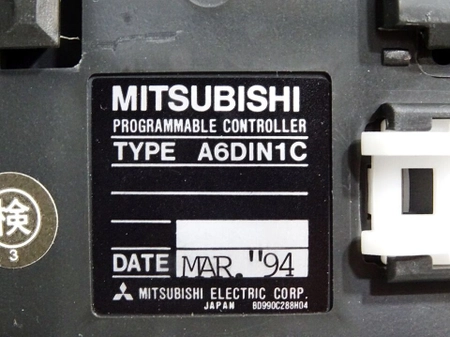 MITSUBISHI
PROGRAMMABLE CONTROLLER
TYPE A6DIN1C
DATE MAR."94
MITSUBISHI ELECTRIC CORP.
JAPAN BD990C288H04
検
3